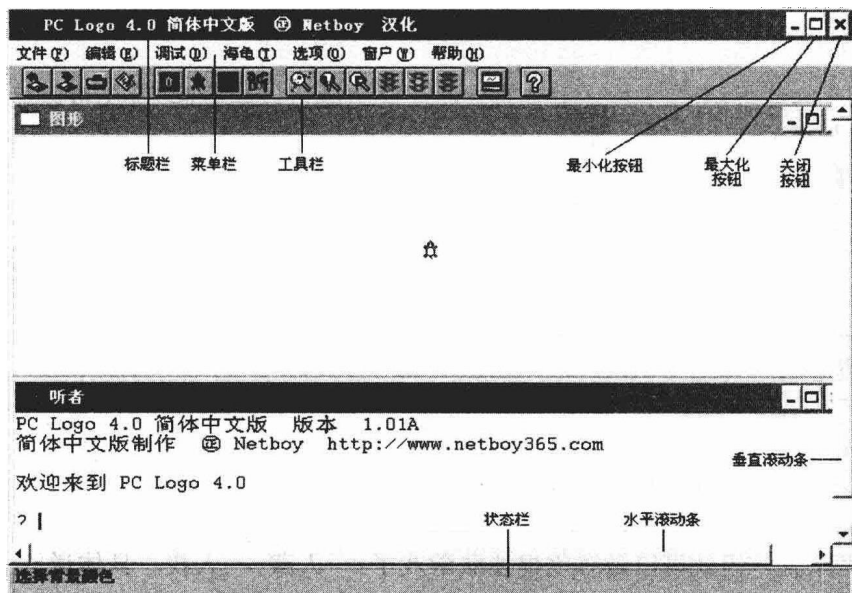 PC Logo 4.0 简体中文版 ㊣ Netboy 汉化
文件(F) 编辑(E) 调试(D) 海龟(T) 选项(O) 窗户(W) 帮助(H)
图形
标题栏 菜单栏 工具栏 最小化按钮 最大化按钮 关闭按钮
听者
PC Logo 4.0 简体中文版 版本 1.01A
简体中文版制作 ㊣ Netboy http://www.netboy365.com
垂直滚动条
欢迎来到 PC Logo 4.0
? 状态栏 水平滚动条
选择背景颜色